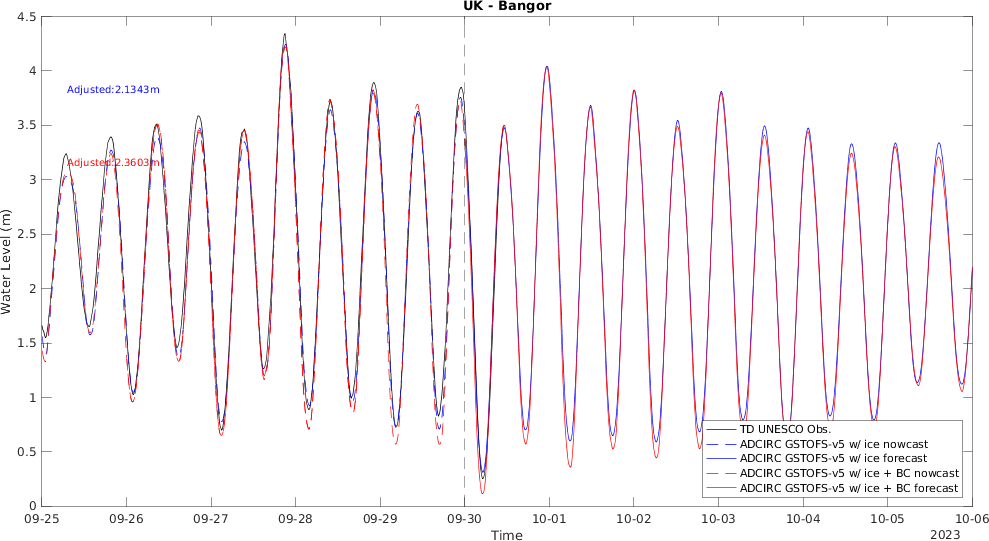 UK - Bangor
4.5
4
3.5
3
2.5
2
1.5
1
0.5
0
Water Level (m)
Adjusted:2.1343m
Adjusted:2.3603m
TD UNESCO Obs.
ADCIRC GSTOFS-v5 w/ ice nowcast
ADCIRC GSTOFS-v5 w/ ice forecast
ADCIRC GSTOFS-v5 w/ ice + BC nowcast
ADCIRC GSTOFS-v5 w/ ice + BC forecast
09-25 09-26 09-27 09-28 09-29 09-30 10-01 10-02 10-03 10-04 10-05 10-06
Time
2023